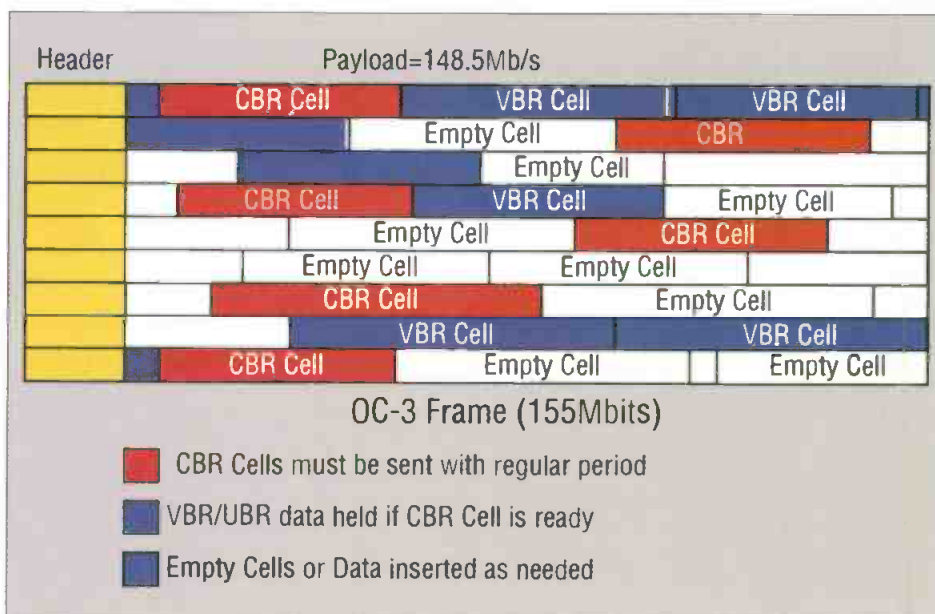 Header Payload=148.5Mb/s
CBR Cell VBR Cell VBR Cell
Empty Cell CBR
Empty Cell
CBR Cell VBR Cell Empty Cell
Empty Cell CBR Cell
Empty Cell Empty Cell
CBR Cell Empty Cell
VBR Cell VBR Cell
CBR Cell Empty Cell Empty Cell
OC-3 Frame (155Mbits)
CBR Cells must be sent with regular period
VBR/UBR data held if CBR Cell is ready
Empty Cells or Data inserted as needed